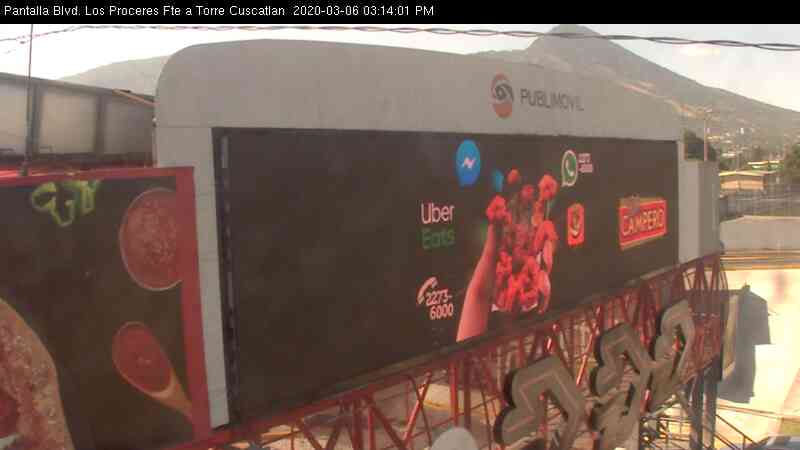 Pantalla Blvd. Los Proceres Fte a Torre Cuscatlan 2020-03-06 03:14:01 PM
PUBLIMOVIL
Uber
Eats
CAMPERO
2273-
6000